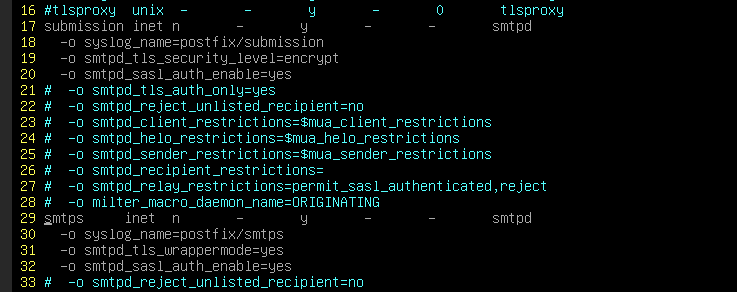 16 #tlsproxy  unix  -       -       y       -       0       tlsproxy
17 submission inet n       -       y       -       -       smtpd
18   -o syslog_name=postfix/submission
19   -o smtpd_tls_security_level=encrypt
20   -o smtpd_sasl_auth_enable=yes
21 #  -o smtpd_tls_auth_only=yes
22 #  -o smtpd_reject_unlisted_recipient=no
23 #  -o smtpd_client_restrictions=$mua_client_restrictions
24 #  -o smtpd_helo_restrictions=$mua_helo_restrictions
25 #  -o smtpd_sender_restrictions=$mua_sender_restrictions
26 #  -o smtpd_recipient_restrictions=
27 #  -o smtpd_relay_restrictions=permit_sasl_authenticated,reject
28 #  -o milter_macro_daemon_name=ORIGINATING
29 smtps     inet  n       -       y       -       -       smtpd
30   -o syslog_name=postfix/smtps
31   -o smtpd_tls_wrappermode=yes
32   -o smtpd_sasl_auth_enable=yes
33 #  -o smtpd_reject_unlisted_recipient=no